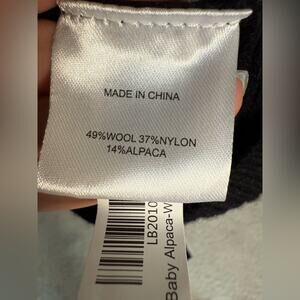 MADE IN CHINA
49%WOOL 37%NYLON
14%ALPACA
LB2010
Baby Alpaca-W